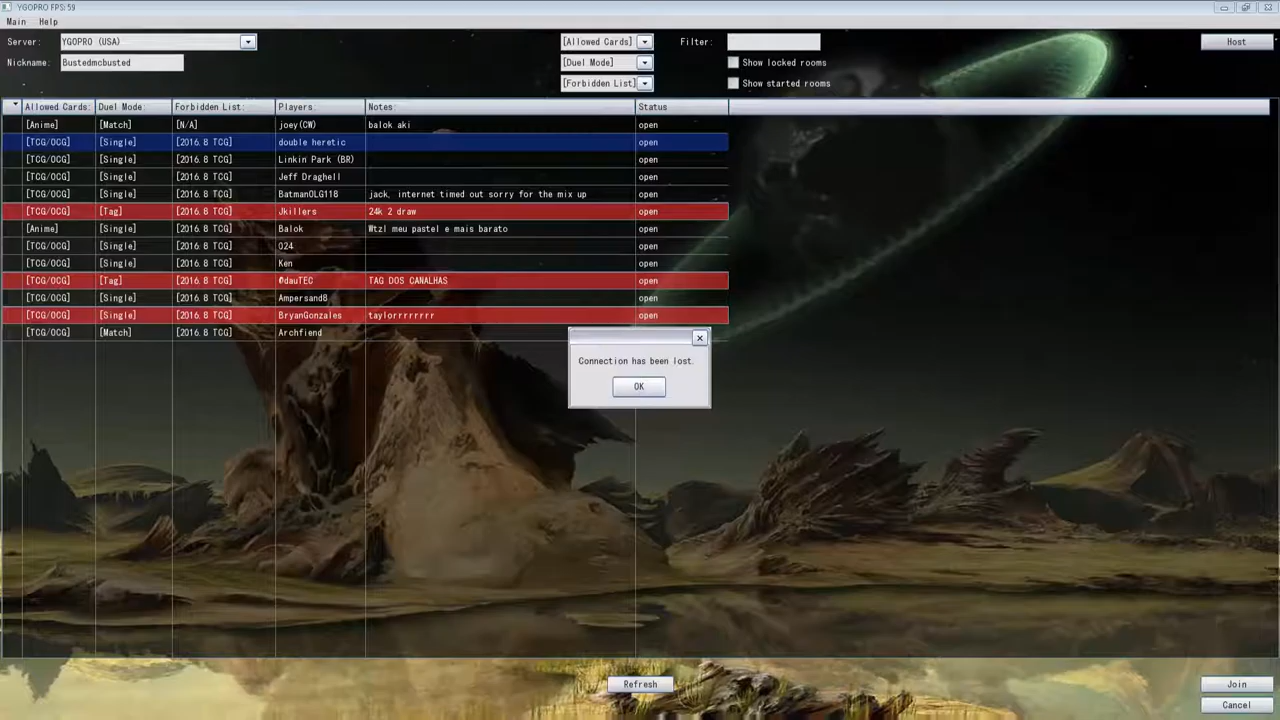 YGOPRO FPS: 59
Main Help
Server: YGOPRO (USA) [Allowed Cards] Filter: Host
Nickname: Bustedmcbusted [Duel Mode] Show locked rooms
[Forbidden List] Show started rooms
Allowed Cards: Duel Mode: Forbidden List: Players: Notes: Status
[Anime] [Match] [N/A] joey(CW) balok aki open
[TCG/OCG] [Single] [2016.8 TCG] double heretic open
[TCG/OCG] [Single] [2016.8 TCG] Linkin Park (BR) open
[TCG/OCG] [Single] [2016.8 TCG] Jeff Draghell open
[TCG/OCG] [Single] [2016.8 TCG] BatmanOLG118 jack, internet timed out sorry for the mix up open
[TCG/OCG] [Tag] [2016.8 TCG] Jkillers 24k 2 draw open
[Anime] [Single] [2016.8 TCG] Balok Wtzl meu pastel e mais barato open
[TCG/OCG] [Single] [2016.8 TCG] 024 open
[TCG/OCG] [Single] [2016.8 TCG] Ken open
[TCG/OCG] [Tag] [2016.8 TCG] @dauTEC TAG DOS CANALHAS open
[TCG/OCG] [Single] [2016.8 TCG] Ampersand8 open
[TCG/OCG] [Single] [2016.8 TCG] BryanGonzales taylorrrrrrrr open
[TCG/OCG] [Match] [2016.8 TCG] Archfiend
Connection has been lost.
OK
Refresh Join
Cancel